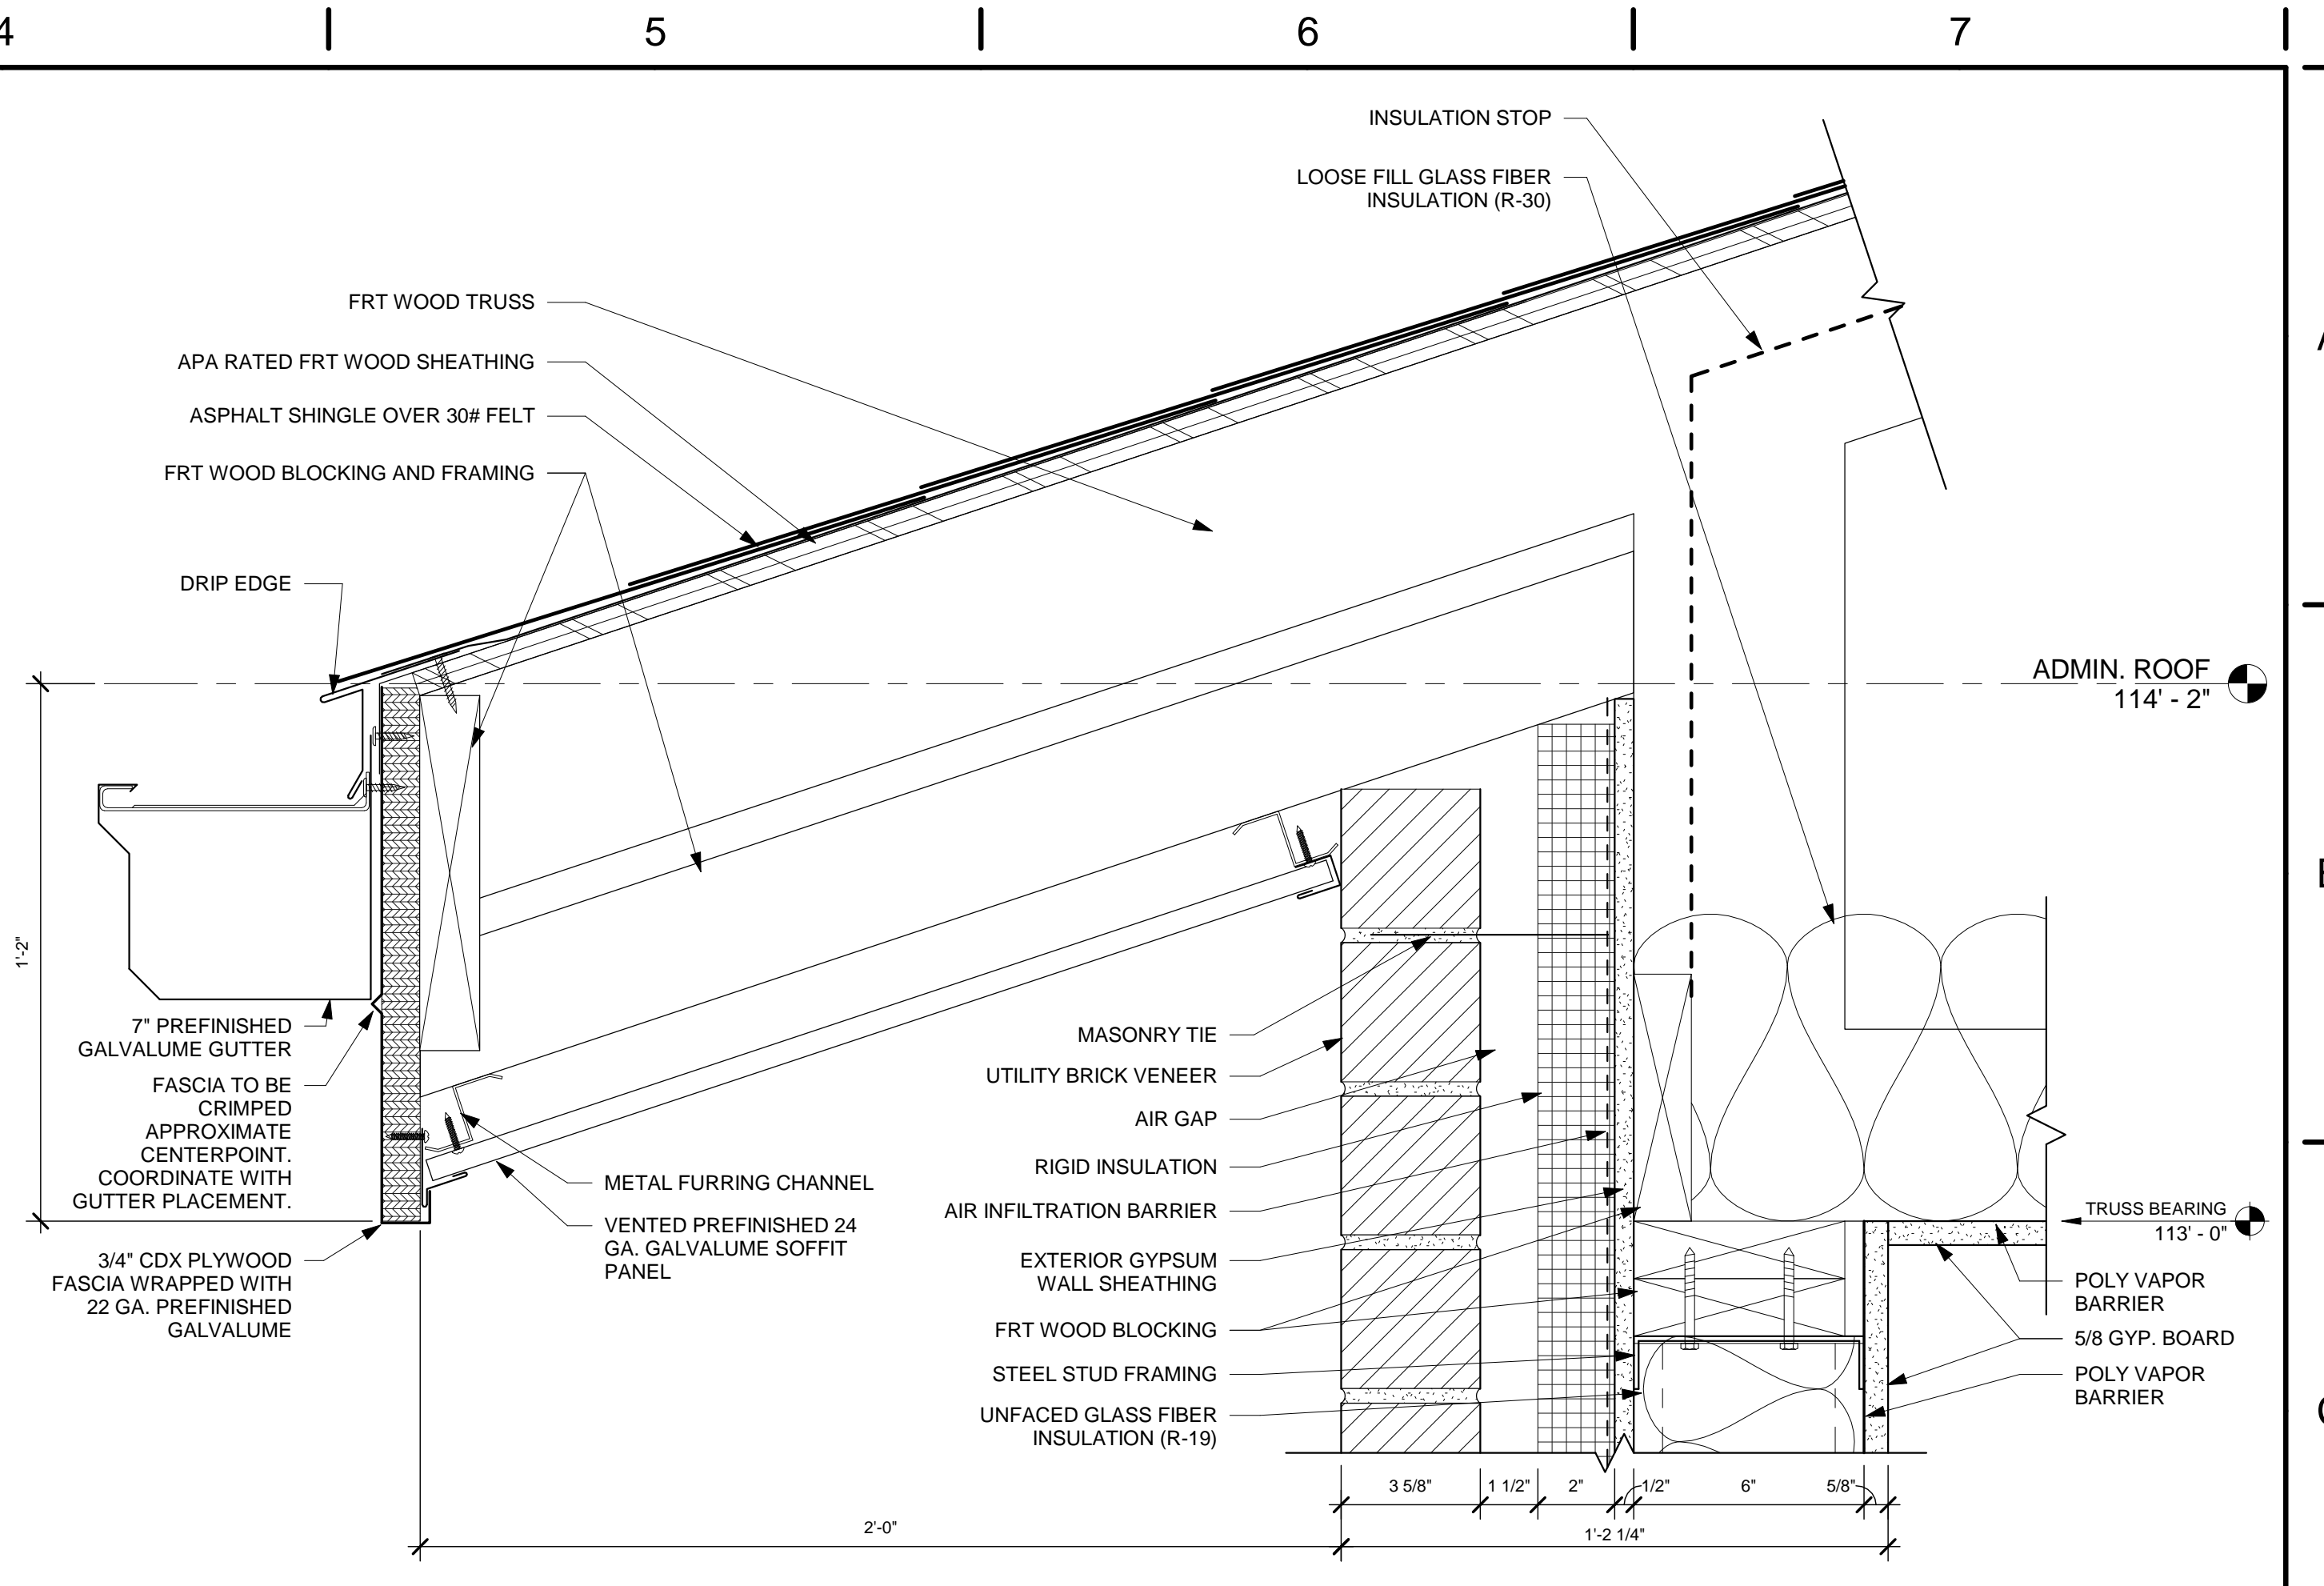 4
5
6
7
INSULATION STOP
LOOSE FILL GLASS FIBER
INSULATION (R-30)
FRT WOOD TRUSS
APA RATED FRT WOOD SHEATHING
ASPHALT SHINGLE OVER 30# FELT
FRT WOOD BLOCKING AND FRAMING
DRIP EDGE
A
ADMIN. ROOF
114' - 2"
B
1'-2"
7" PREFINISHED
GALVALUME GUTTER
FASCIA TO BE
CRIMPED
APPROXIMATE
CENTERPOINT.
COORDINATE WITH
GUTTER PLACEMENT.
3/4" CDX PLYWOOD
FASCIA WRAPPED WITH
22 GA. PREFINISHED
GALVALUME
METAL FURRING CHANNEL
VENTED PREFINISHED 24
GA. GALVALUME SOFFIT
PANEL
MASONRY TIE
UTILITY BRICK VENEER
AIR GAP
RIGID INSULATION
AIR INFILTRATION BARRIER
EXTERIOR GYPSUM
WALL SHEATHING
FRT WOOD BLOCKING
STEEL STUD FRAMING
UNFACED GLASS FIBER
INSULATION (R-19)
TRUSS BEARING
113' - 0"
POLY VAPOR
BARRIER
5/8 GYP. BOARD
POLY VAPOR
BARRIER
C
3 5/8"
1 1/2"
2"
1/2"
6"
5/8"
2'-0"
1'-2 1/4"